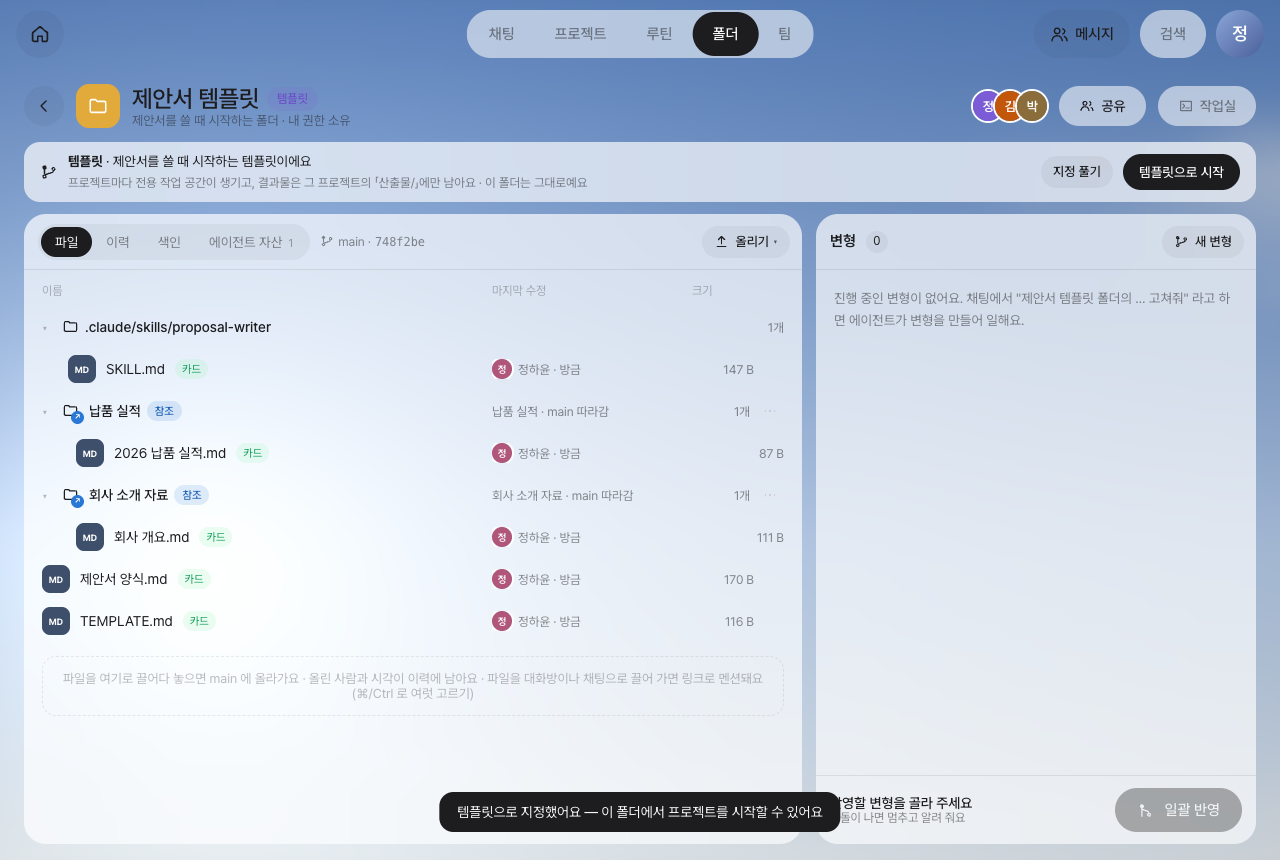 채팅
프로젝트
루틴
폴더
팀
메시지
검색
정
제안서 템플릿 템플릿
제안서를 쓸 때 시작하는 폴더 · 내 권한 소유
정 김 박
공유
작업실
템플릿 · 제안서를 쓸 때 시작하는 템플릿이에요
프로젝트마다 전용 작업 공간이 생기고, 결과물은 그 프로젝트의 「산출물/」에만 남아요 · 이 폴더는 그대로예요
지정 풀기
템플릿으로 시작
파일
이력
색인
에이전트 자산 1
main · 748f2be
올리기
이름 마지막 수정 크기
.claude/skills/proposal-writer 1개
MD SKILL.md 카드 정 정하윤 · 방금 147 B
납품 실적 참조 납품 실적 · main 따라감 1개 ···
MD 2026 납품 실적.md 카드 정 정하윤 · 방금 87 B
회사 소개 자료 참조 회사 소개 자료 · main 따라감 1개 ···
MD 회사 개요.md 카드 정 정하윤 · 방금 111 B
MD 제안서 양식.md 카드 정 정하윤 · 방금 170 B
MD TEMPLATE.md 카드 정 정하윤 · 방금 116 B
파일을 여기로 끌어다 놓으면 main 에 올라가요 · 올린 사람과 시각이 이력에 남아요 · 파일을 대화방이나 채팅으로 끌어 가면 링크로 멘션돼요
(⌘/Ctrl 로 여럿 고르기)
변형 0
새 변형
진행 중인 변형이 없어요. 채팅에서 "제안서 템플릿 폴더의 … 고쳐줘" 라고 하
면 에이전트가 변형을 만들어 일해요.
변형을 골라 주세요
나면 멈추고 알려 줘요
일괄 반영
템플릿으로 지정했어요 — 이 폴더에서 프로젝트를 시작할 수 있어요